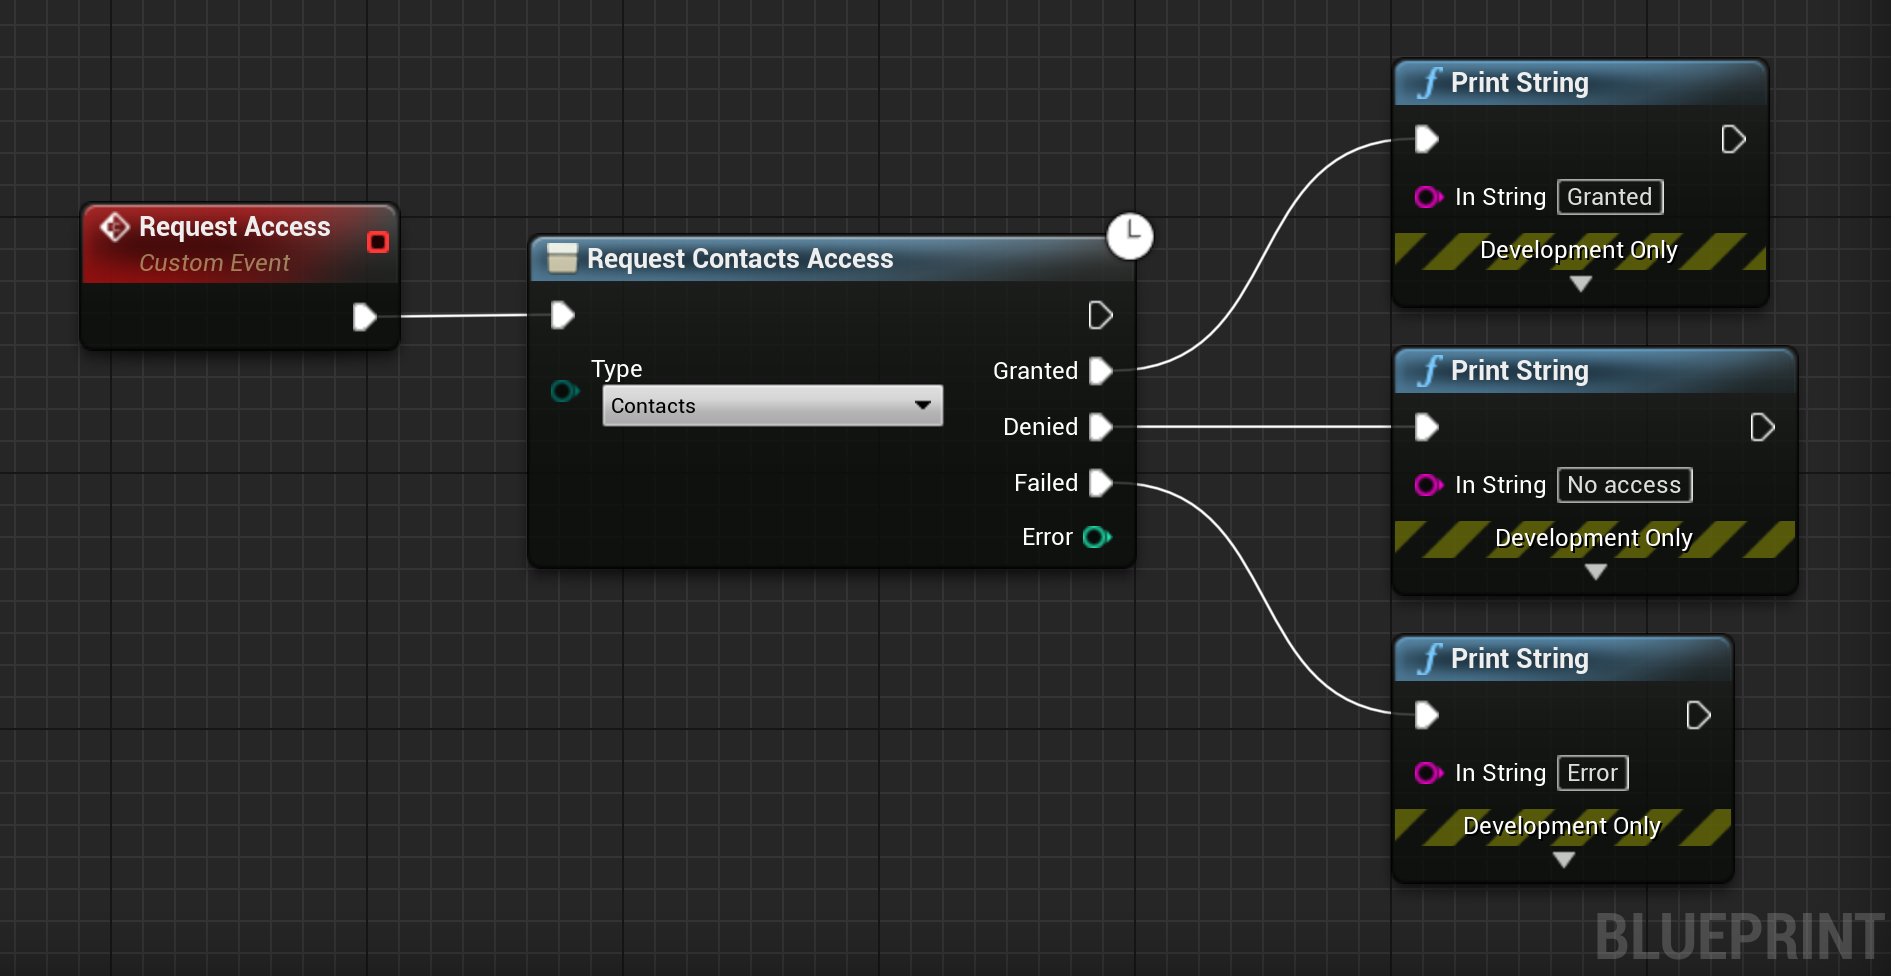 Request Access
Custom Event
Request Contacts Access
Type
Contacts
Granted
Denied
Failed
Error
Print String
In String Granted
Development Only
Print String
In String No access
Development Only
Print String
In String Error
Development Only
BLUEPRINT